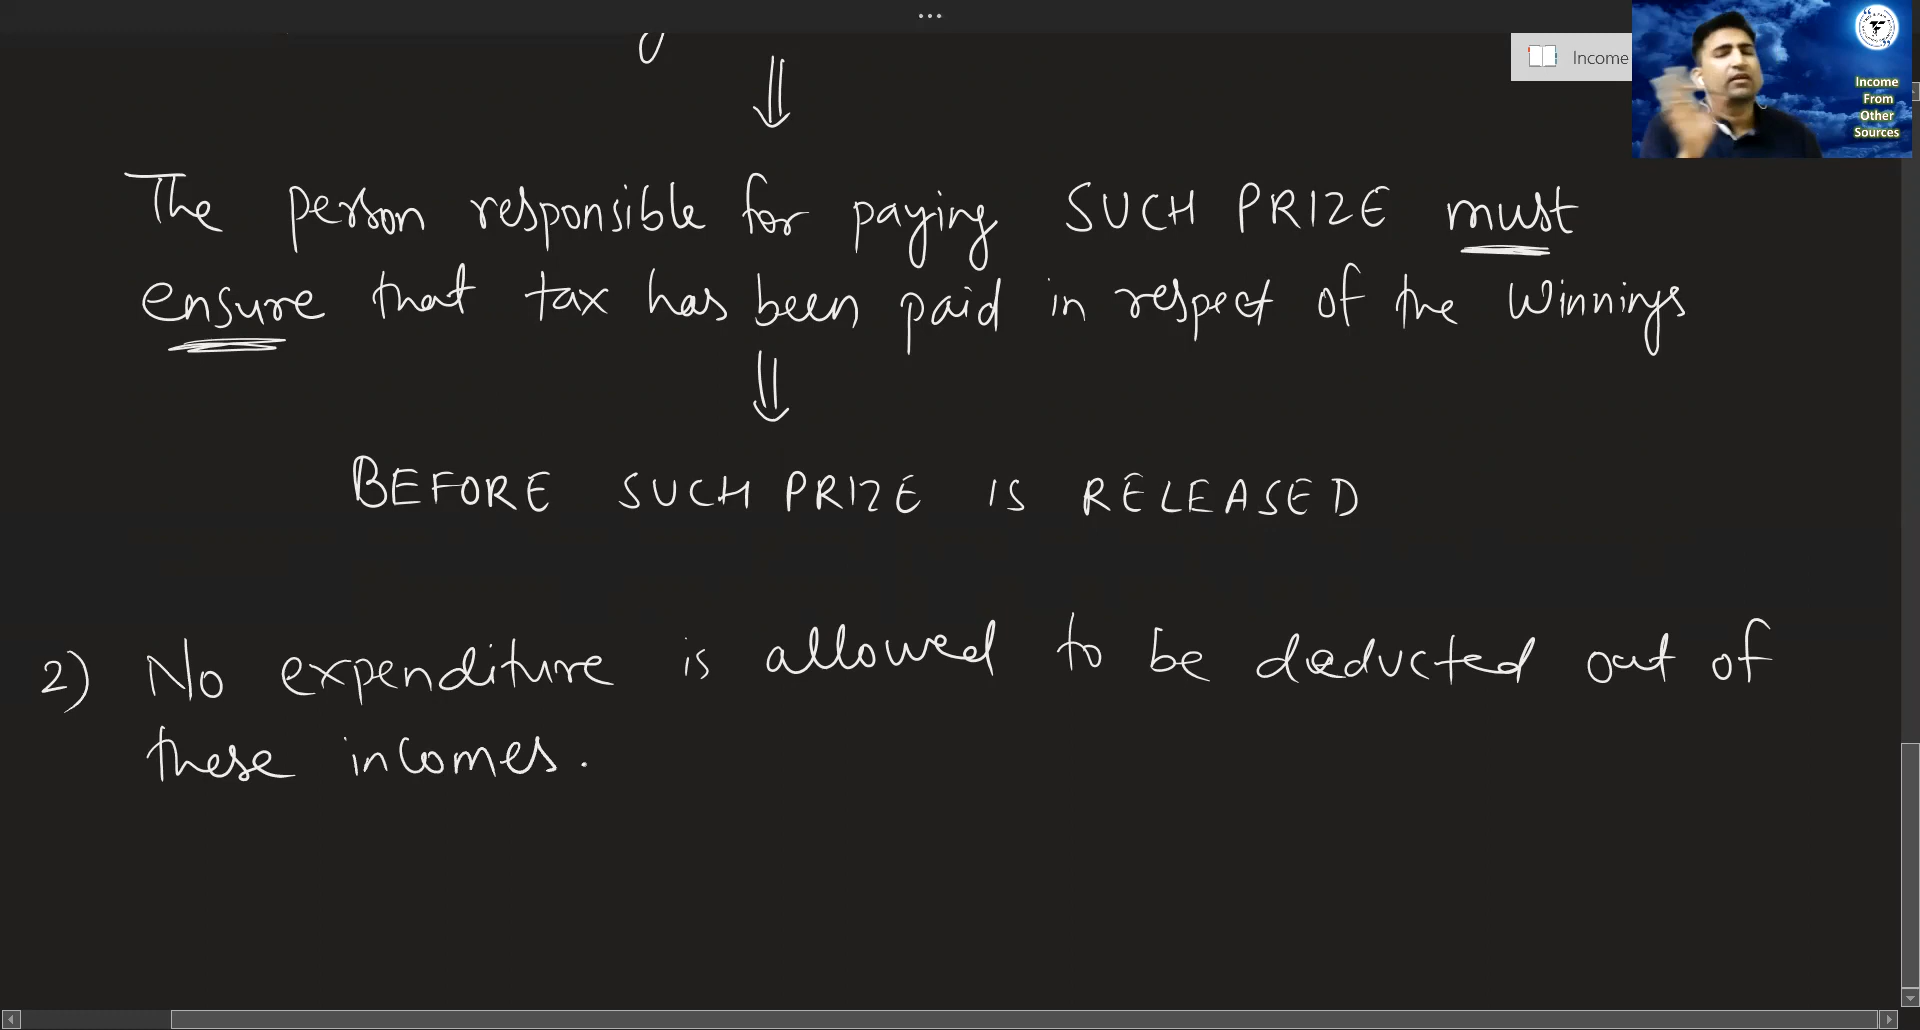 ...
Income
Income
From
Other
Sources
The person responsible for paying SUCH PRIZE must
ensure that tax has been paid in respect of the Winnings
BEFORE SUCH PRIZE IS RELEASED
2) No expenditure is allowed to be deducted out of
these incomes.